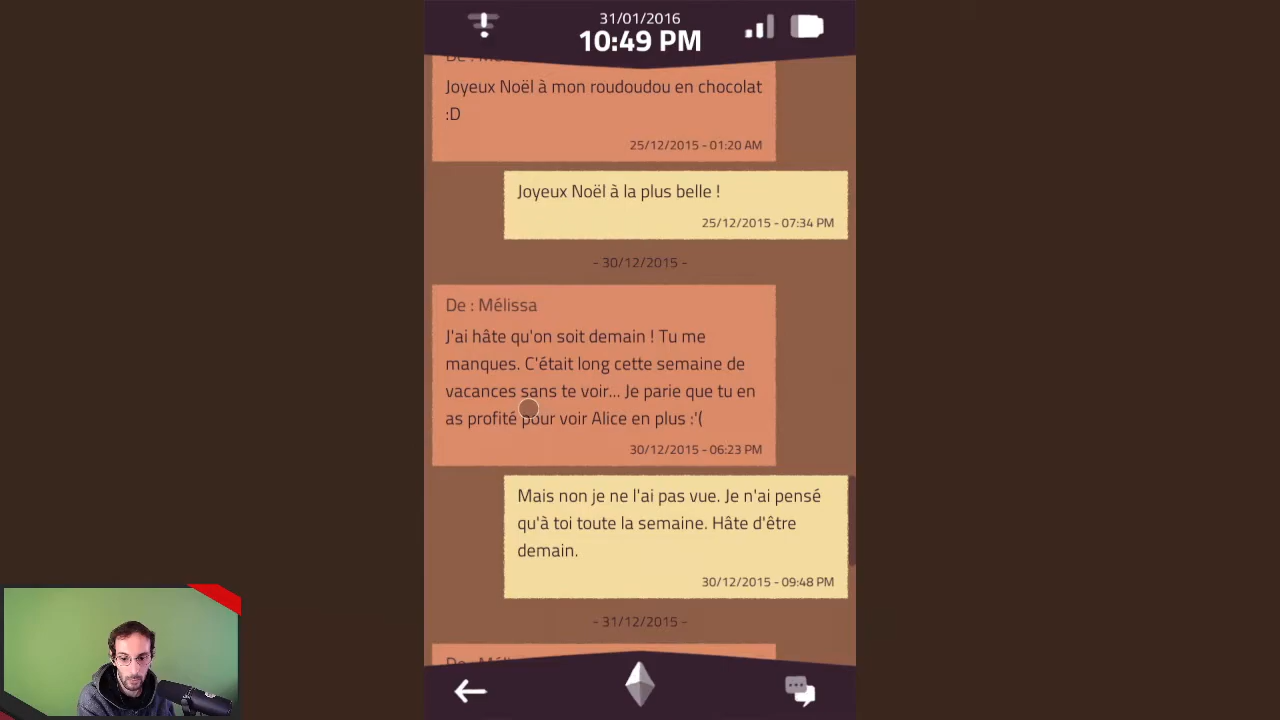 31/01/2016
10:49 PM
Joyeux Noël à mon roudoudou en chocolat
:D
25/12/2015 - 01:20 AM
Joyeux Noël à la plus belle !
25/12/2015 - 07:34 PM
- 30/12/2015 -
De : Mélissa
J'ai hâte qu'on soit demain ! Tu me
manques. C'était long cette semaine de
vacances sans te voir... Je parie que tu en
as profité pour voir Alice en plus :'(
30/12/2015 - 06:23 PM
Mais non je ne l'ai pas vue. Je n'ai pensé
qu'à toi toute la semaine. Hâte d'être
demain.
30/12/2015 - 09:48 PM
- 31/12/2015 -